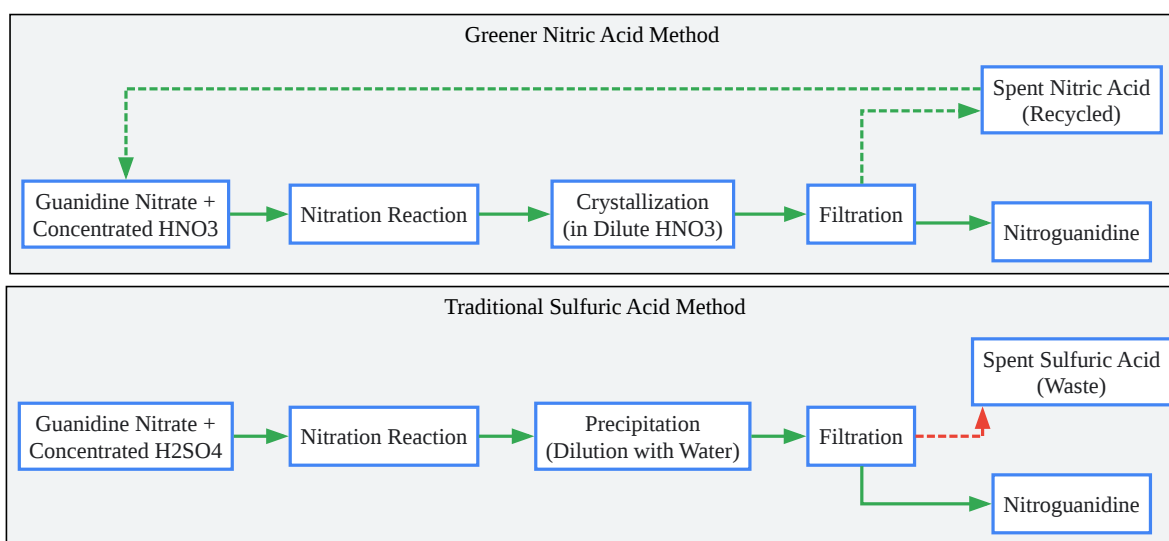 Greener Nitric Acid Method
Spent Nitric Acid
(Recycled)
Guanidine Nitrate +
Concentrated HNO3
Nitration Reaction
Crystallization
(in Dilute HNO3)
Filtration
Nitroguanidine
Traditional Sulfuric Acid Method
Spent Sulfuric Acid
(Waste)
Guanidine Nitrate +
Concentrated H2SO4
Nitration Reaction
Precipitation
(Dilution with Water)
Filtration
Nitroguanidine